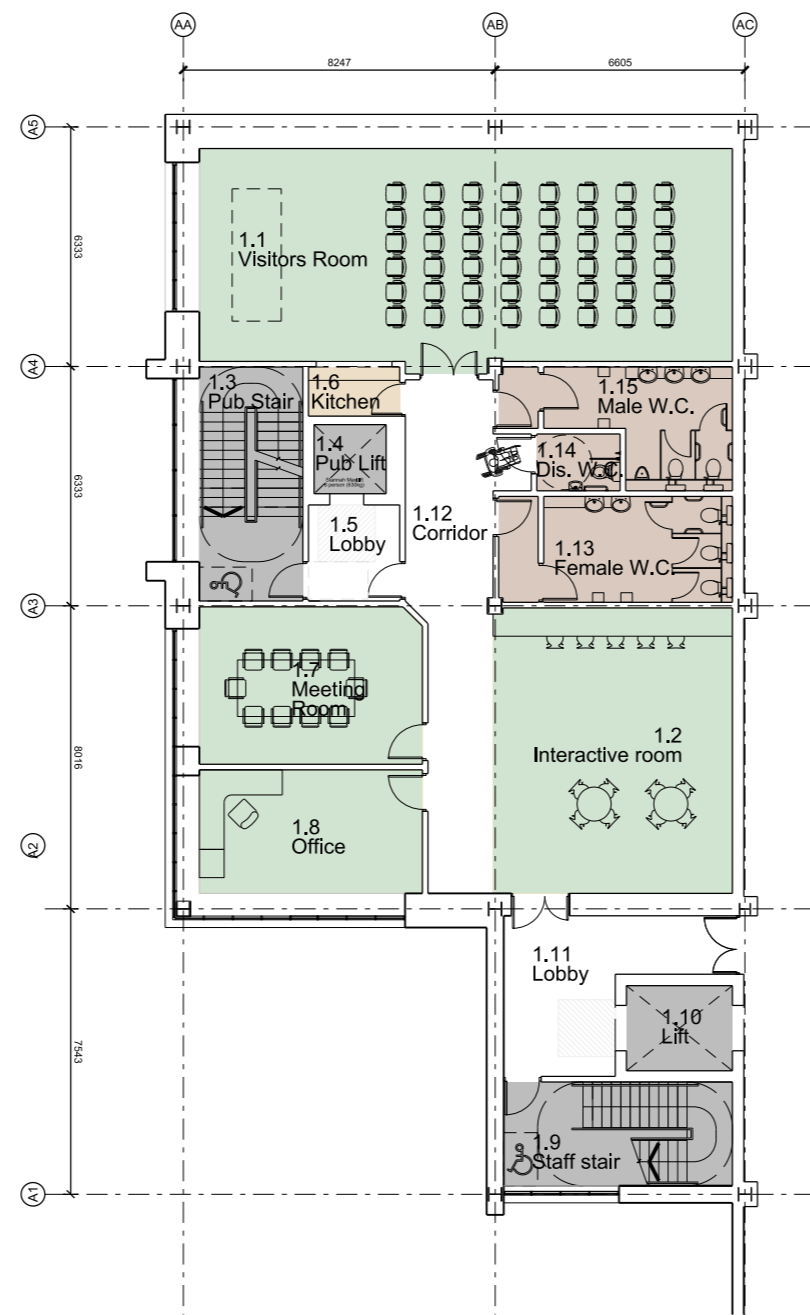 AA
AB
AC
8247
6605
A5
6333
1.1
Visitors Room
A4
1.3
Pub Stair
1.6
Kitchen
1.15
Male W.C.
6333
1.4
Pub Lift
8 person (630kg)
1.14
Dis. W.C.
1.5
Lobby
1.12
Corridor
1.13
Female W.C.
A3
1.7
Meeting
Room
8016
1.2
Interactive room
1.8
Office
A2
1.11
Lobby
1.10
Lift
7543
1.9
Staff stair
A1